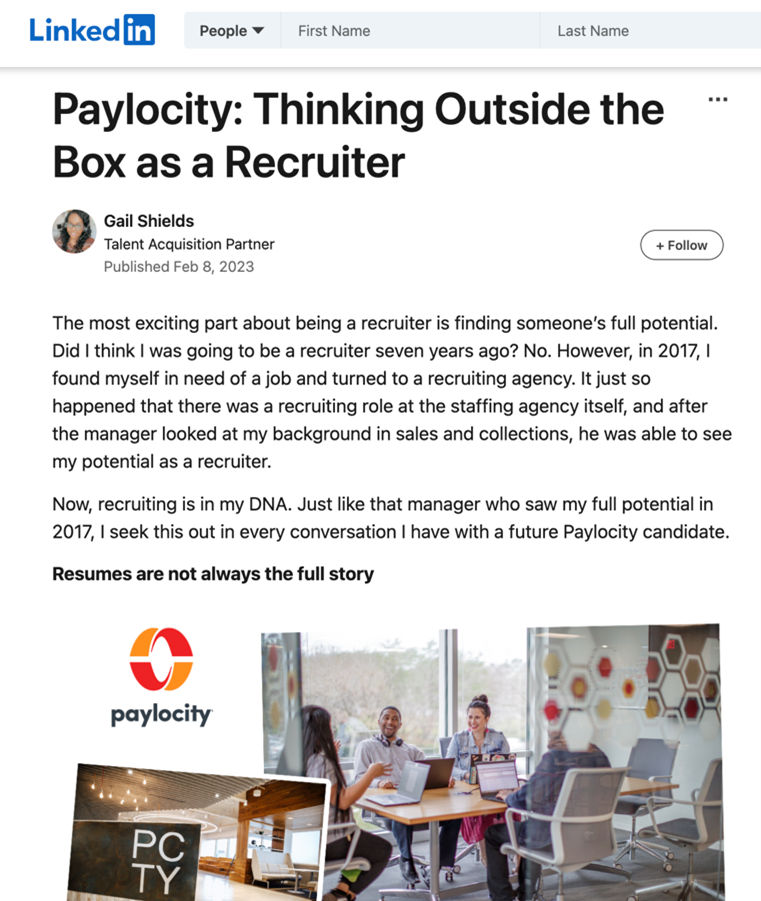 LinkedIn
People First Name Last Name
Paylocity: Thinking Outside the
Box as a Recruiter
Gail Shields
Talent Acquisition Partner
Published Feb 8, 2023
+ Follow
The most exciting part about being a recruiter is finding someone’s full potential.
Did I think I was going to be a recruiter seven years ago? No. However, in 2017, I
found myself in need of a job and turned to a recruiting agency. It just so
happened that there was a recruiting role at the staffing agency itself, and after
the manager looked at my background in sales and collections, he was able to see
my potential as a recruiter.
Now, recruiting is in my DNA. Just like that manager who saw my full potential in
2017, I seek this out in every conversation I have with a future Paylocity candidate.
Resumes are not always the full story
paylocity
PC
TY